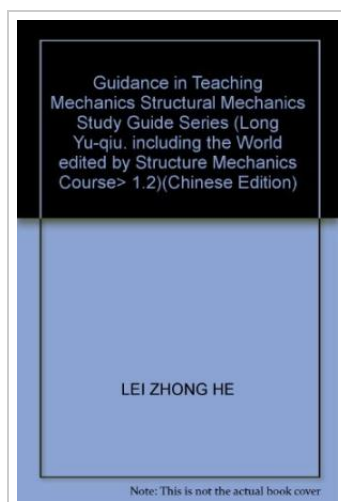 Guidance in Teaching
Mechanics Structural Mechanics
Study Guide Series (Long
Yu-qiu. including the World
edited by Structure Mechanics
Course> 1.2)(Chinese Edition)
LEI ZHONG HE
Note: This is not the actual book cover